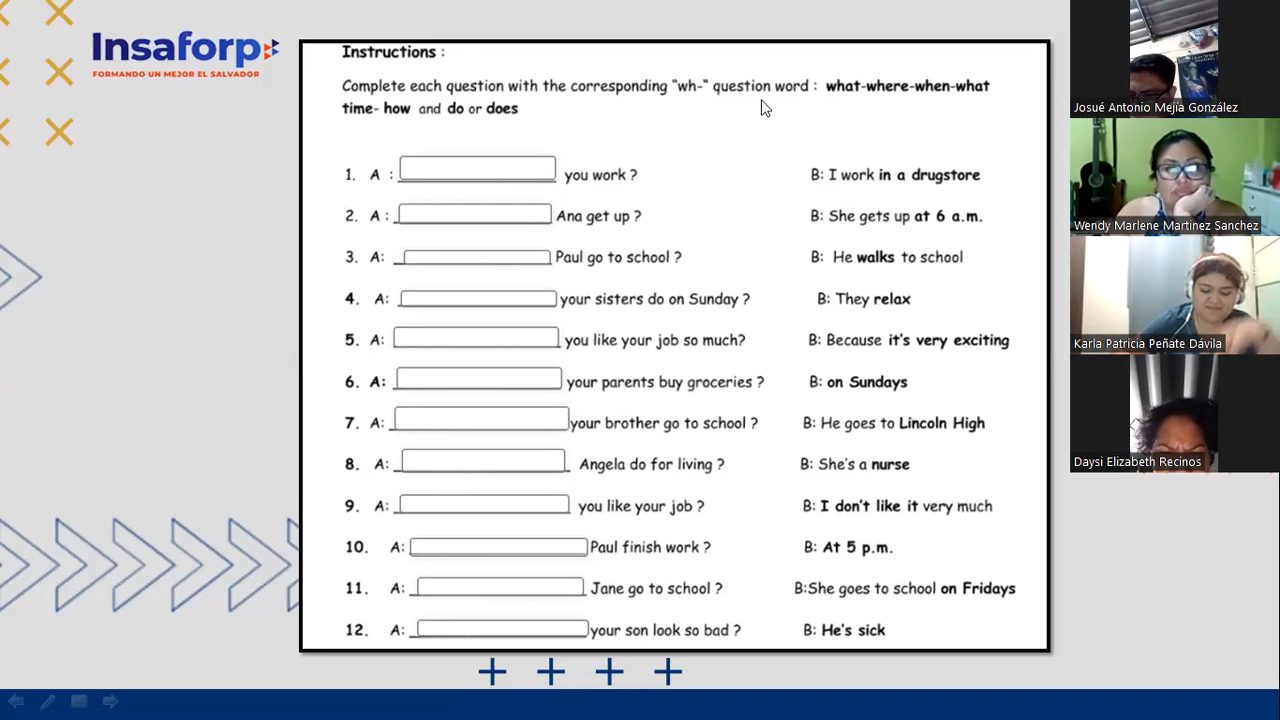 Insaforp
FORMANDO UN MEJOR EL SALVADOR
Instructions :
Complete each question with the corresponding “wh-“ question word : what-where-when-what
time- how and do or does
1. A : you work ? B: I work in a drugstore
2. A : Ana get up ? B: She gets up at 6 a.m.
3. A: Paul go to school ? B: He walks to school
4. A: your sisters do on Sunday ? B: They relax
5. A: you like your job so much? B: Because it’s very exciting
6. A: your parents buy groceries ? B: on Sundays
7. A: your brother go to school ? B: He goes to Lincoln High
8. A: Angela do for living ? B: She’s a nurse
9. A: you like your job ? B: I don’t like it very much
10. A: Paul finish work ? B: At 5 p.m.
11. A: Jane go to school ? B:She goes to school on Fridays
12. A: your son look so bad ? B: He’s sick
Josué Antonio Mejía González
Wendy Marlene Martinez Sanchez
Karla Patricia Peñate Dávila
Daysi Elizabeth Recinos